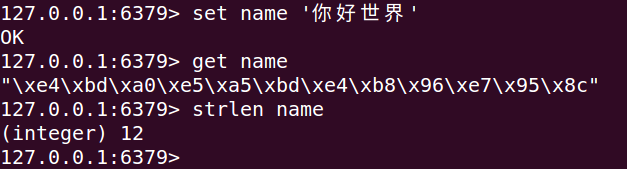 127.0.0.1:6379> set name '你好世界'
OK
127.0.0.1:6379> get name
"\xe4\xbd\xa0\xe5\xa5\xbd\xe4\xb8\x96\xe7\x95\x8c"
127.0.0.1:6379> strlen name
(integer) 12
127.0.0.1:6379>